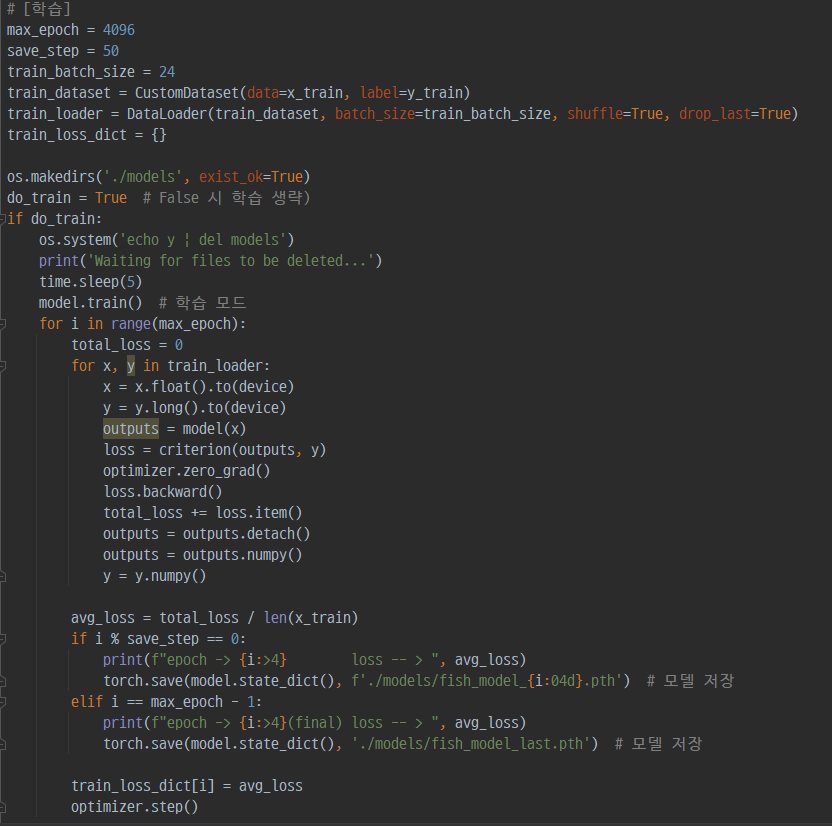 # [학습]
max_epoch = 4096
save_step = 50
train_batch_size = 24
train_dataset = CustomDataset(data=x_train, label=y_train)
train_loader = DataLoader(train_dataset, batch_size=train_batch_size, shuffle=True, drop_last=True)
train_loss_dict = {}

os.makedirs('./models', exist_ok=True)
do_train = True  # False 시 학습 생략)
if do_train:
    os.system('echo y | del models')
    print('Waiting for files to be deleted...')
    time.sleep(5)
    model.train()  # 학습 모드
    for i in range(max_epoch):
        total_loss = 0
        for x, y in train_loader:
            x = x.float().to(device)
            y = y.long().to(device)
            outputs = model(x)
            loss = criterion(outputs, y)
            optimizer.zero_grad()
            loss.backward()
            total_loss += loss.item()
            outputs = outputs.detach()
            outputs = outputs.numpy()
            y = y.numpy()

        avg_loss = total_loss / len(x_train)
        if i % save_step == 0:
            print(f"epoch -> {i:>4}        loss -- > ", avg_loss)
            torch.save(model.state_dict(), f'./models/fish_model_{i:04d}.pth')  # 모델 저장
        elif i == max_epoch - 1:
            print(f"epoch -> {i:>4}(final) loss -- > ", avg_loss)
            torch.save(model.state_dict(), './models/fish_model_last.pth')  # 모델 저장

        train_loss_dict[i] = avg_loss
        optimizer.step()